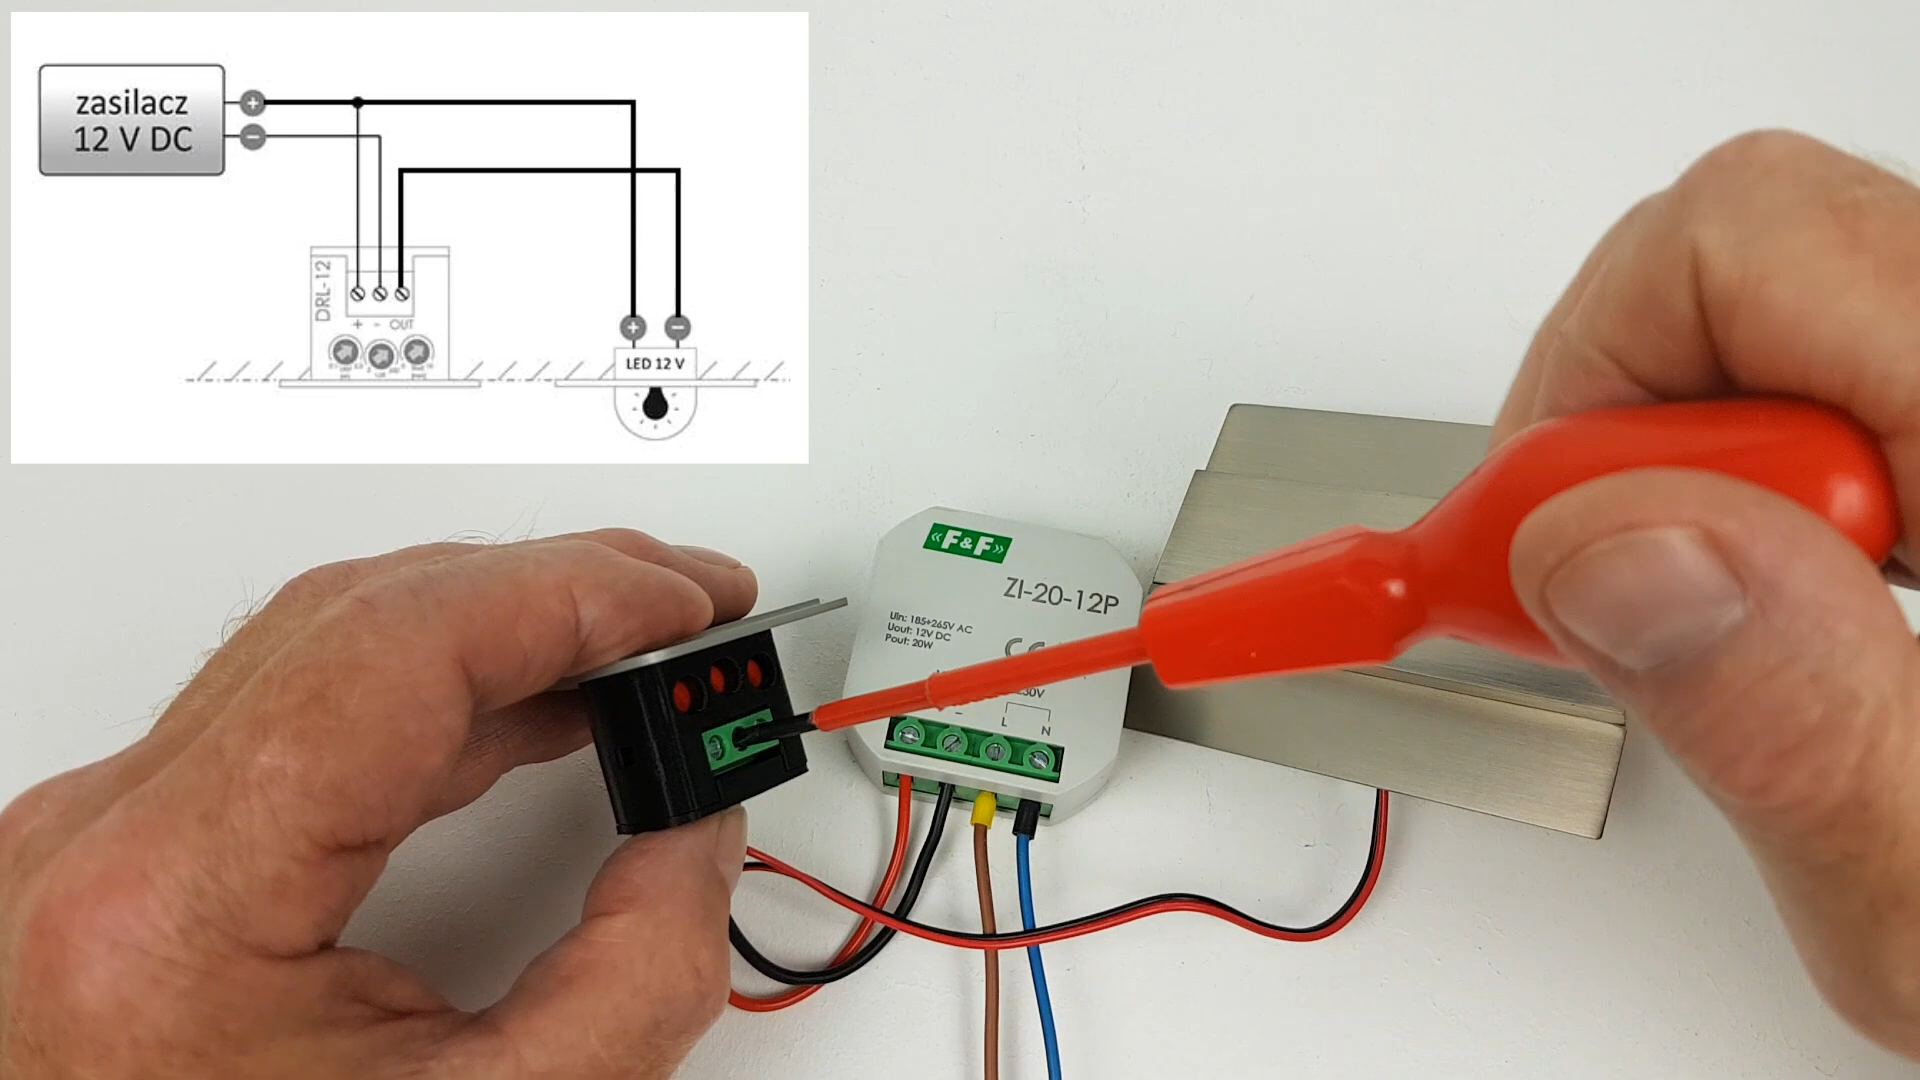 zasilacz
12 V DC
DRL-12
+ - OUT
LED 12 V
«F&F»
ZI-20-12P
Uin: 185÷265V AC
Uout: 12V DC
Pout: 20W
CE
-
L
N